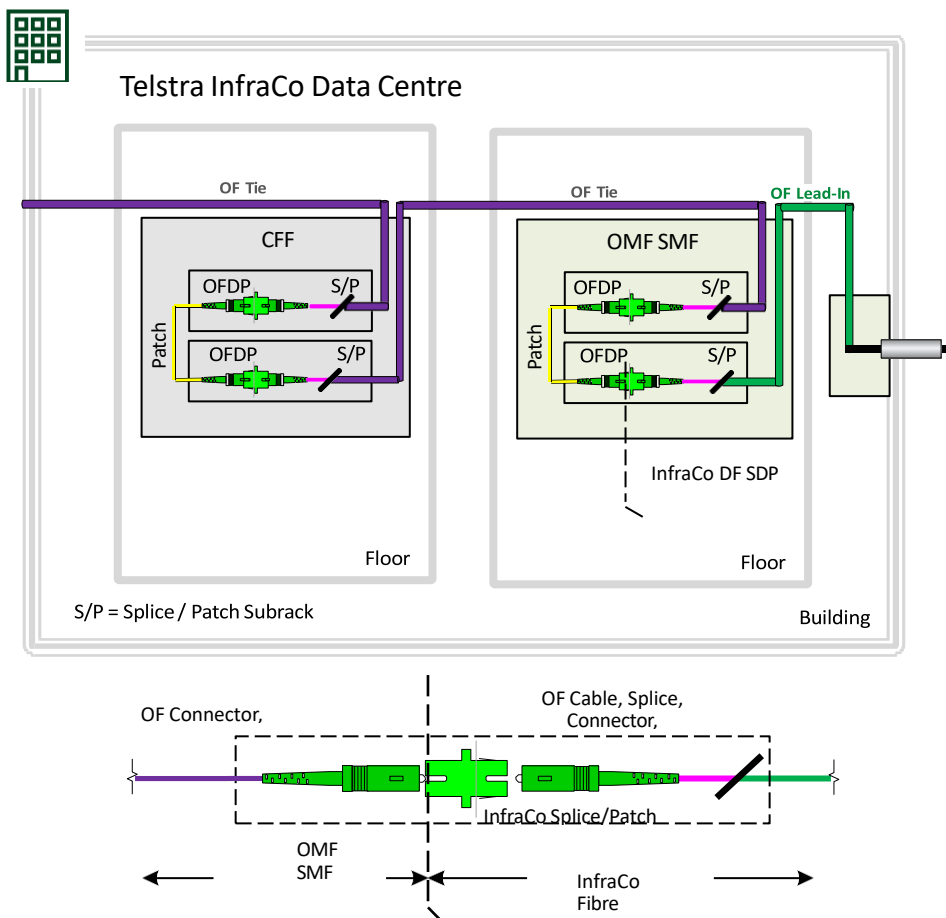 Telstra InfraCo Data Centre
OF Tie
OF Tie
OF Lead-In
CFF
OMF SMF
OFDP
S/P
OFDP
S/P
Patch
Patch
OFDP
S/P
OFDP
S/P
InfraCo DF SDP
Floor
Floor
S/P = Splice / Patch Subrack
Building
OF Connector,
OF Cable, Splice,
Connector,
InfraCo Splice/Patch
OMF
SMF
InfraCo
Fibre